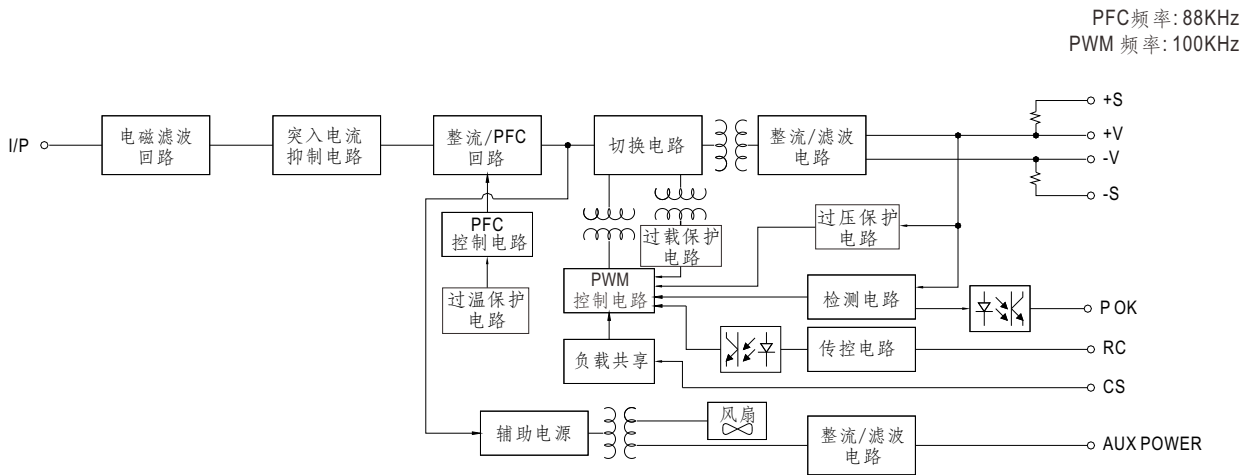 PFC频率: 88KHz
PWM 频率: 100KHz
I/P
电磁滤波
回路
突入电流
抑制电路
整流/PFC
回路
切换电路
整流/滤波
电路
+S
+V
-V
-S
PFC
控制电路
过载保护
电路
过压保护
电路
过温保护
电路
PWM
控制电路
检测电路
P OK
负载共享
传控电路
RC
CS
辅助电源
风扇
整流/滤波
电路
AUX POWER